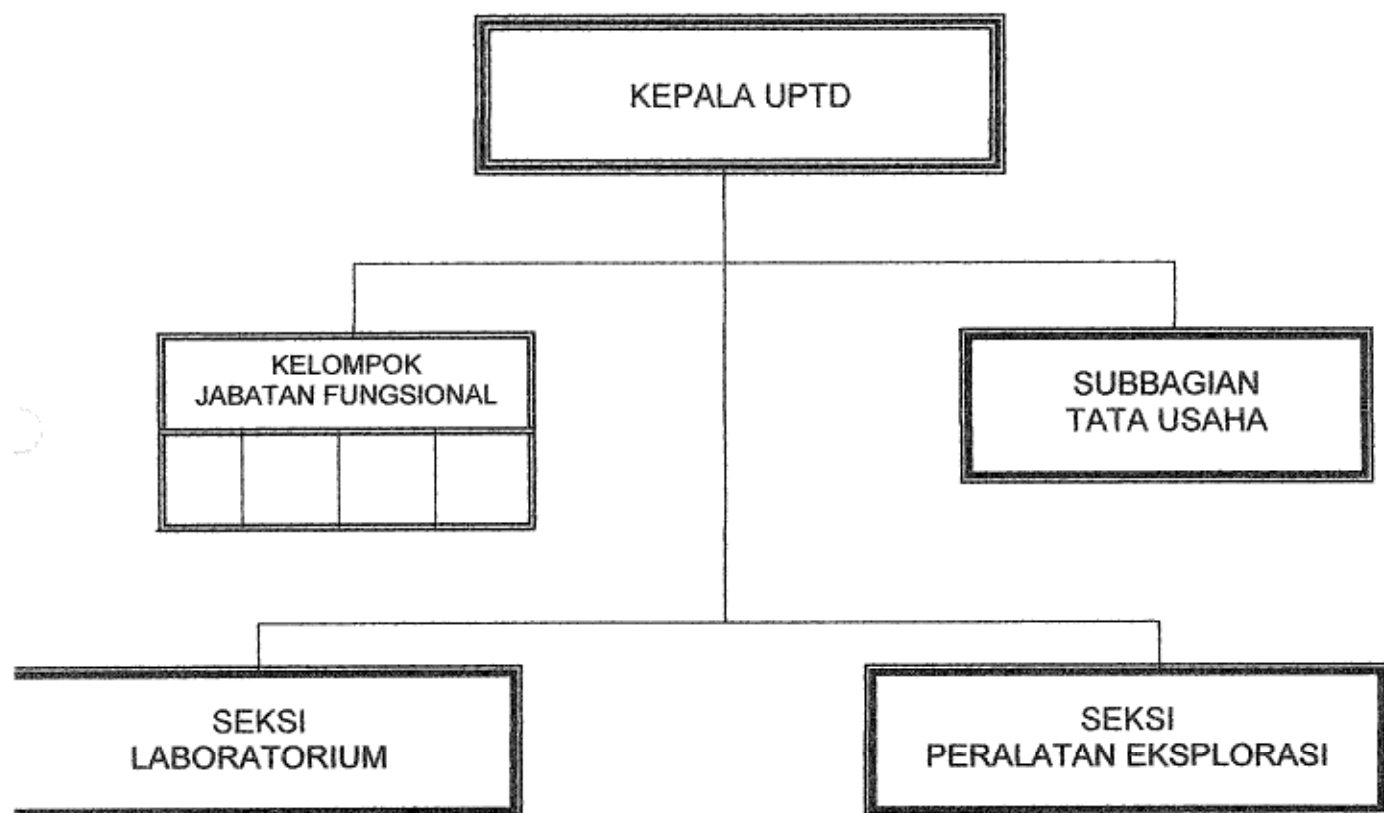 KEPALA UPTD
KELOMPOK
JABATAN FUNGSIONAL
SUBBAGIAN
TATA USAHA
SEKSI
LABORATORIUM
SEKSI
PERALATAN EKSPLORASI